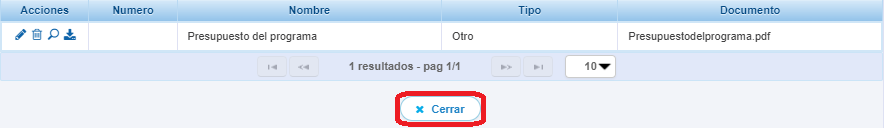 Acciones Numero Nombre Tipo Documento
Presupuesto del programa Otro Presupuestodelprograma.pdf
1 resultados - pag 1/1 10
Cerrar